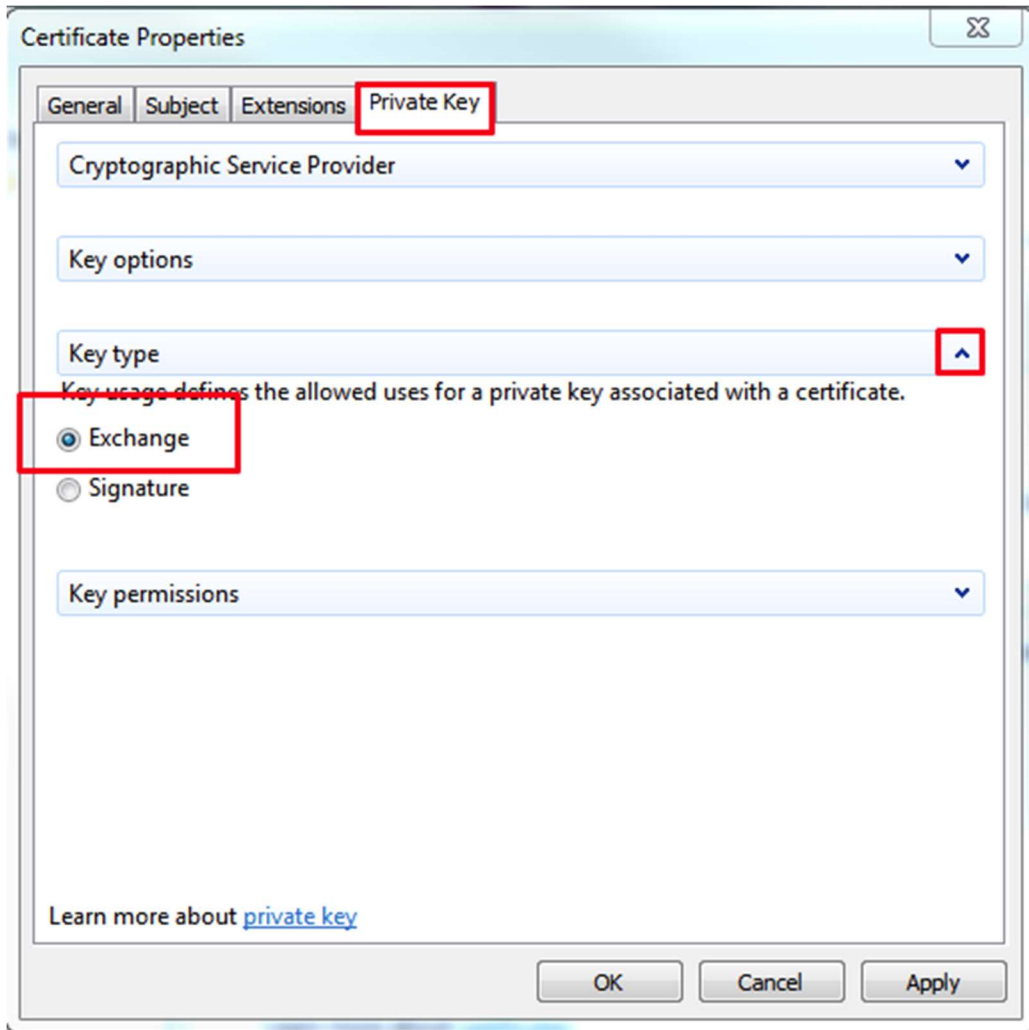 Certificate Properties
General Subject Extensions Private Key
Cryptographic Service Provider
Key options
Key type
Key usage defines the allowed uses for a private key associated with a certificate.
Exchange
Signature
Key permissions
Learn more about private key
OK Cancel Apply